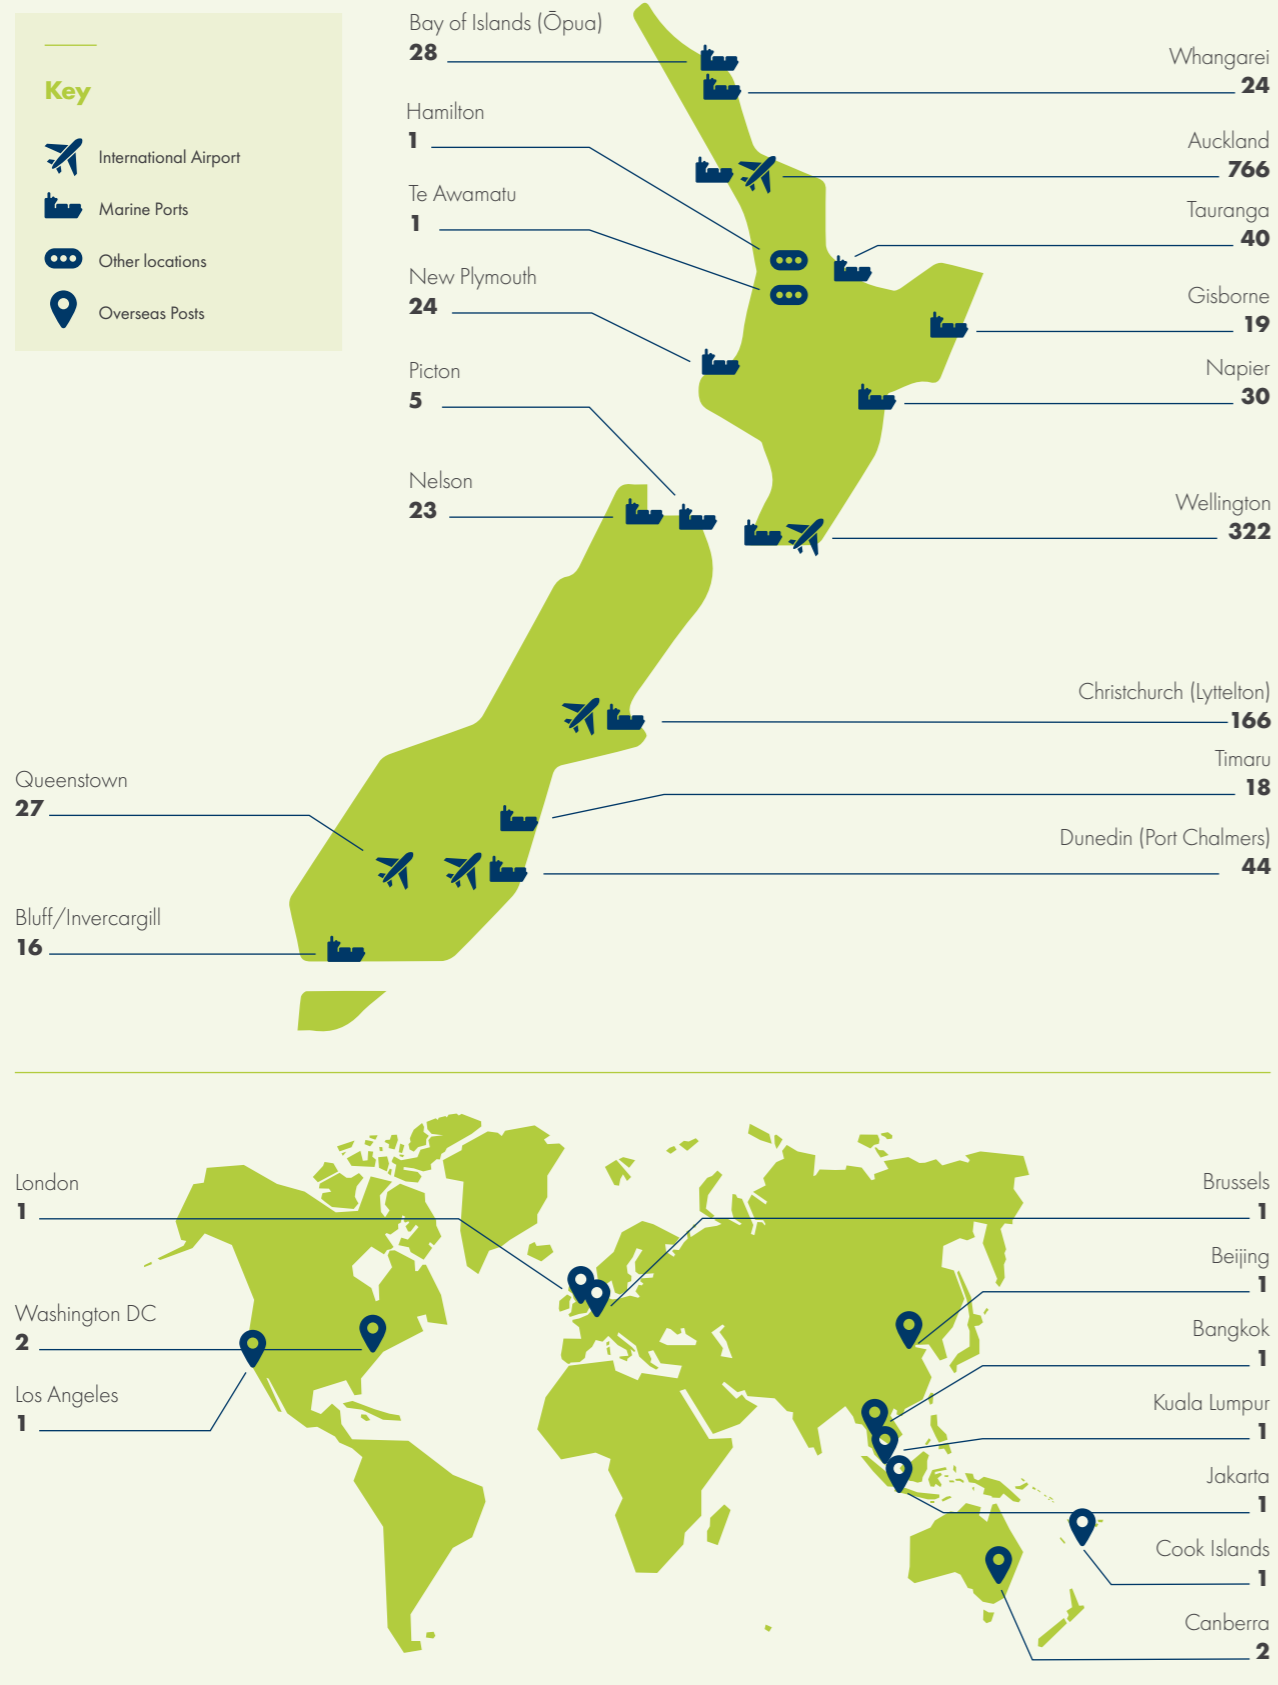 Key
International Airport
Marine Ports
Other locations
Overseas Posts
Bay of Islands (Ōpua)
28
Hamilton
1
Te Awamatu
1
New Plymouth
24
Picton
5
Nelson
23
Whangarei
24
Auckland
766
Tauranga
40
Gisborne
19
Napier
30
Wellington
322
Christchurch (Lyttelton)
166
Timaru
18
Dunedin (Port Chalmers)
44
Queenstown
27
Bluff/Invercargill
16
London
1
Washington DC
2
Los Angeles
1
Brussels
1
Beijing
1
Bangkok
1
Kuala Lumpur
1
Jakarta
1
Cook Islands
1
Canberra
2